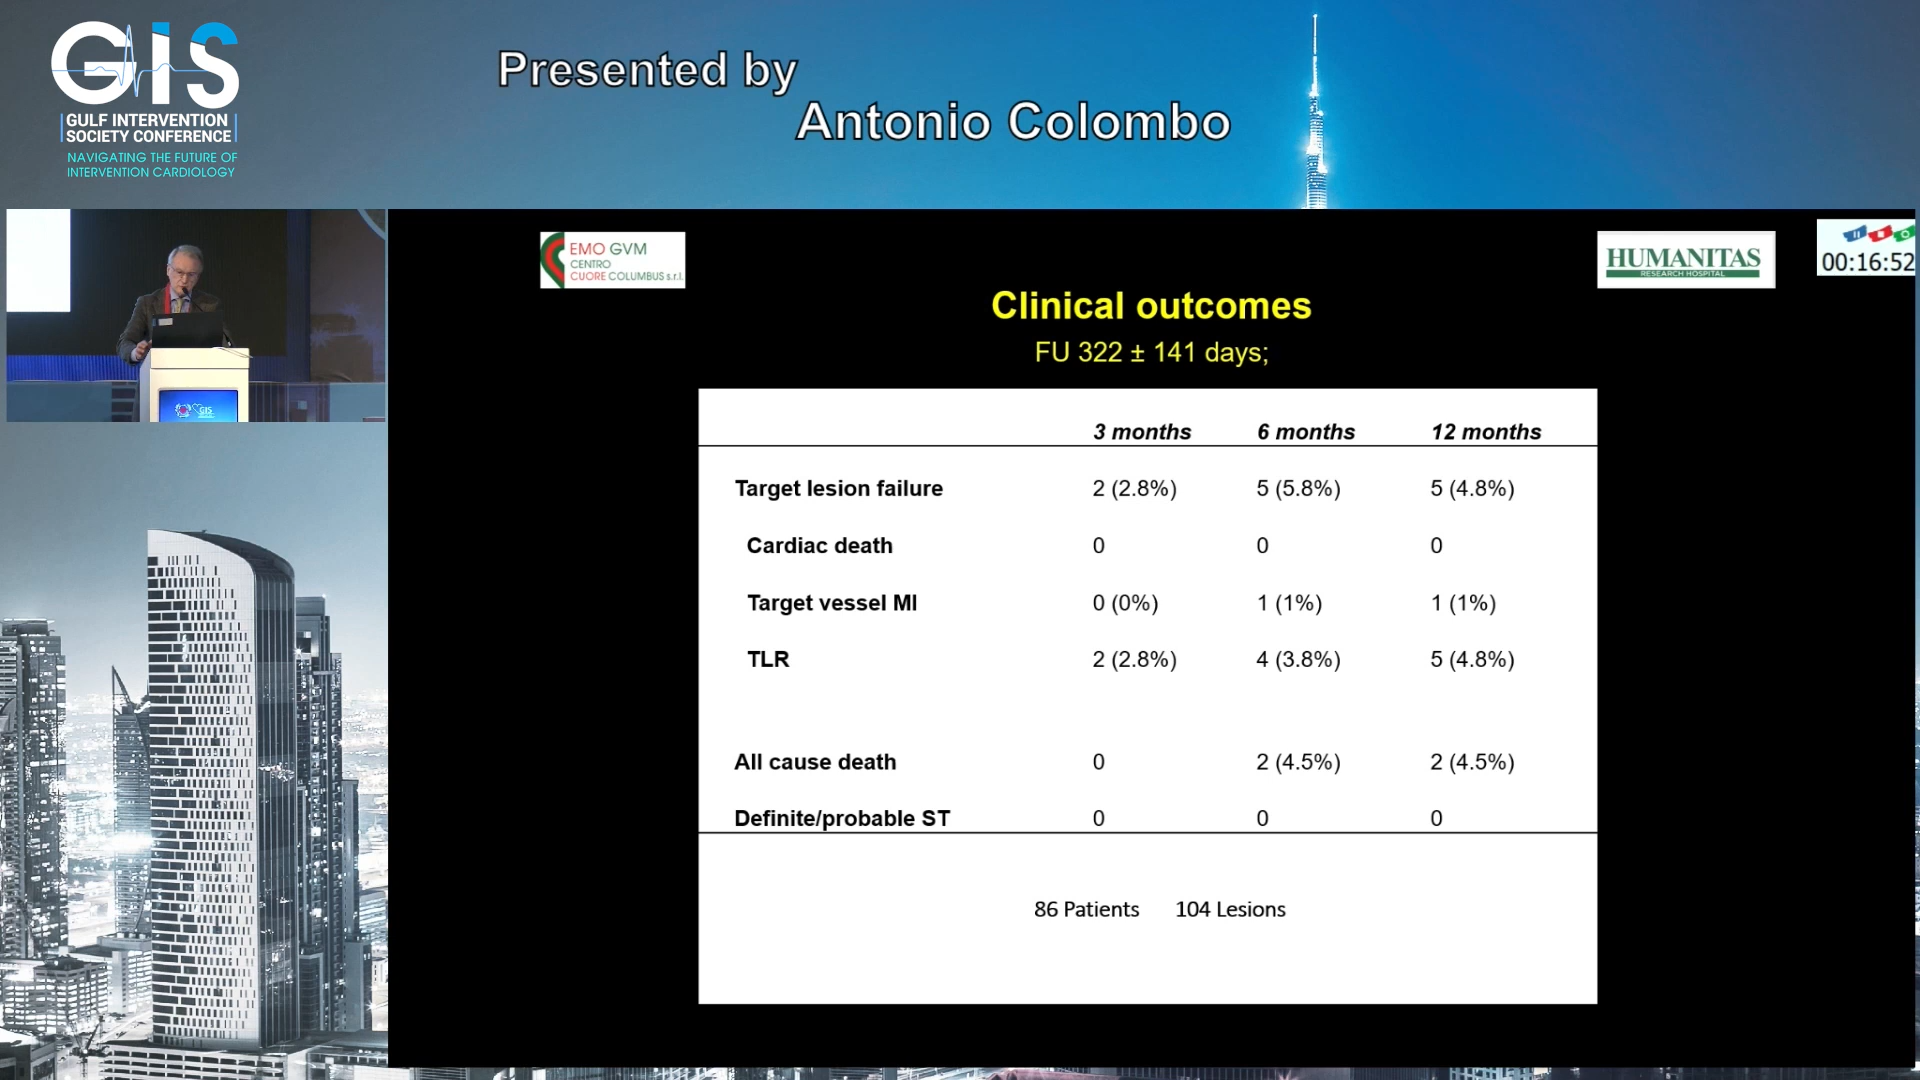 GIS
GULF INTERVENTION
SOCIETY CONFERENCE
NAVIGATING THE FUTURE OF
INTERVENTION CARDIOLOGY
Presented by
Antonio Colombo
EMO GVM
CENTRO
CUORE COLUMBUS s.r.l.
HUMANITAS
RESEARCH HOSPITAL
00:16:52
Clinical outcomes
FU 322 ± 141 days;
3 months 6 months 12 months
Target lesion failure 2 (2.8%) 5 (5.8%) 5 (4.8%)
Cardiac death 0 0 0
Target vessel MI 0 (0%) 1 (1%) 1 (1%)
TLR 2 (2.8%) 4 (3.8%) 5 (4.8%)
All cause death 0 2 (4.5%) 2 (4.5%)
Definite/probable ST 0 0 0
86 Patients 104 Lesions
GIS